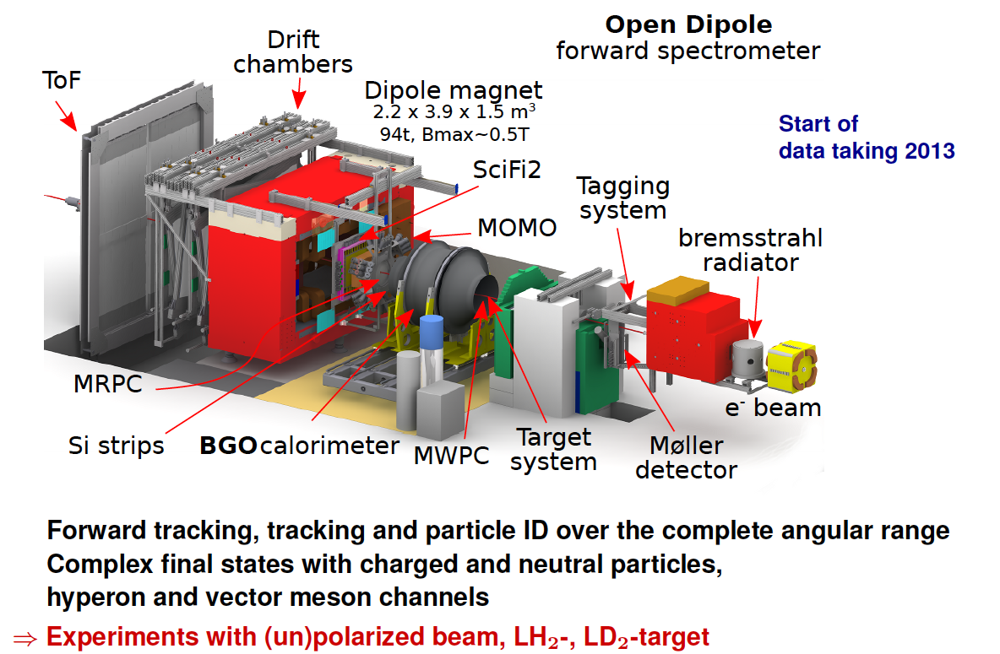 Open Dipole
forward spectrometer
Drift
chambers
ToF
Dipole magnet
2.2 x 3.9 x 1.5 m³
94t, Bmax~0.5T
Start of
data taking 2013
SciFi2
Tagging
system
MOMO
bremsstrahl
radiator
MRPC
e⁻ beam
Si strips
BGO calorimeter
MWPC
Target
system
Møller
detector
Forward tracking, tracking and particle ID over the complete angular range
Complex final states with charged and neutral particles,
hyperon and vector meson channels
⇒ Experiments with (un)polarized beam, LH₂-, LD₂-target